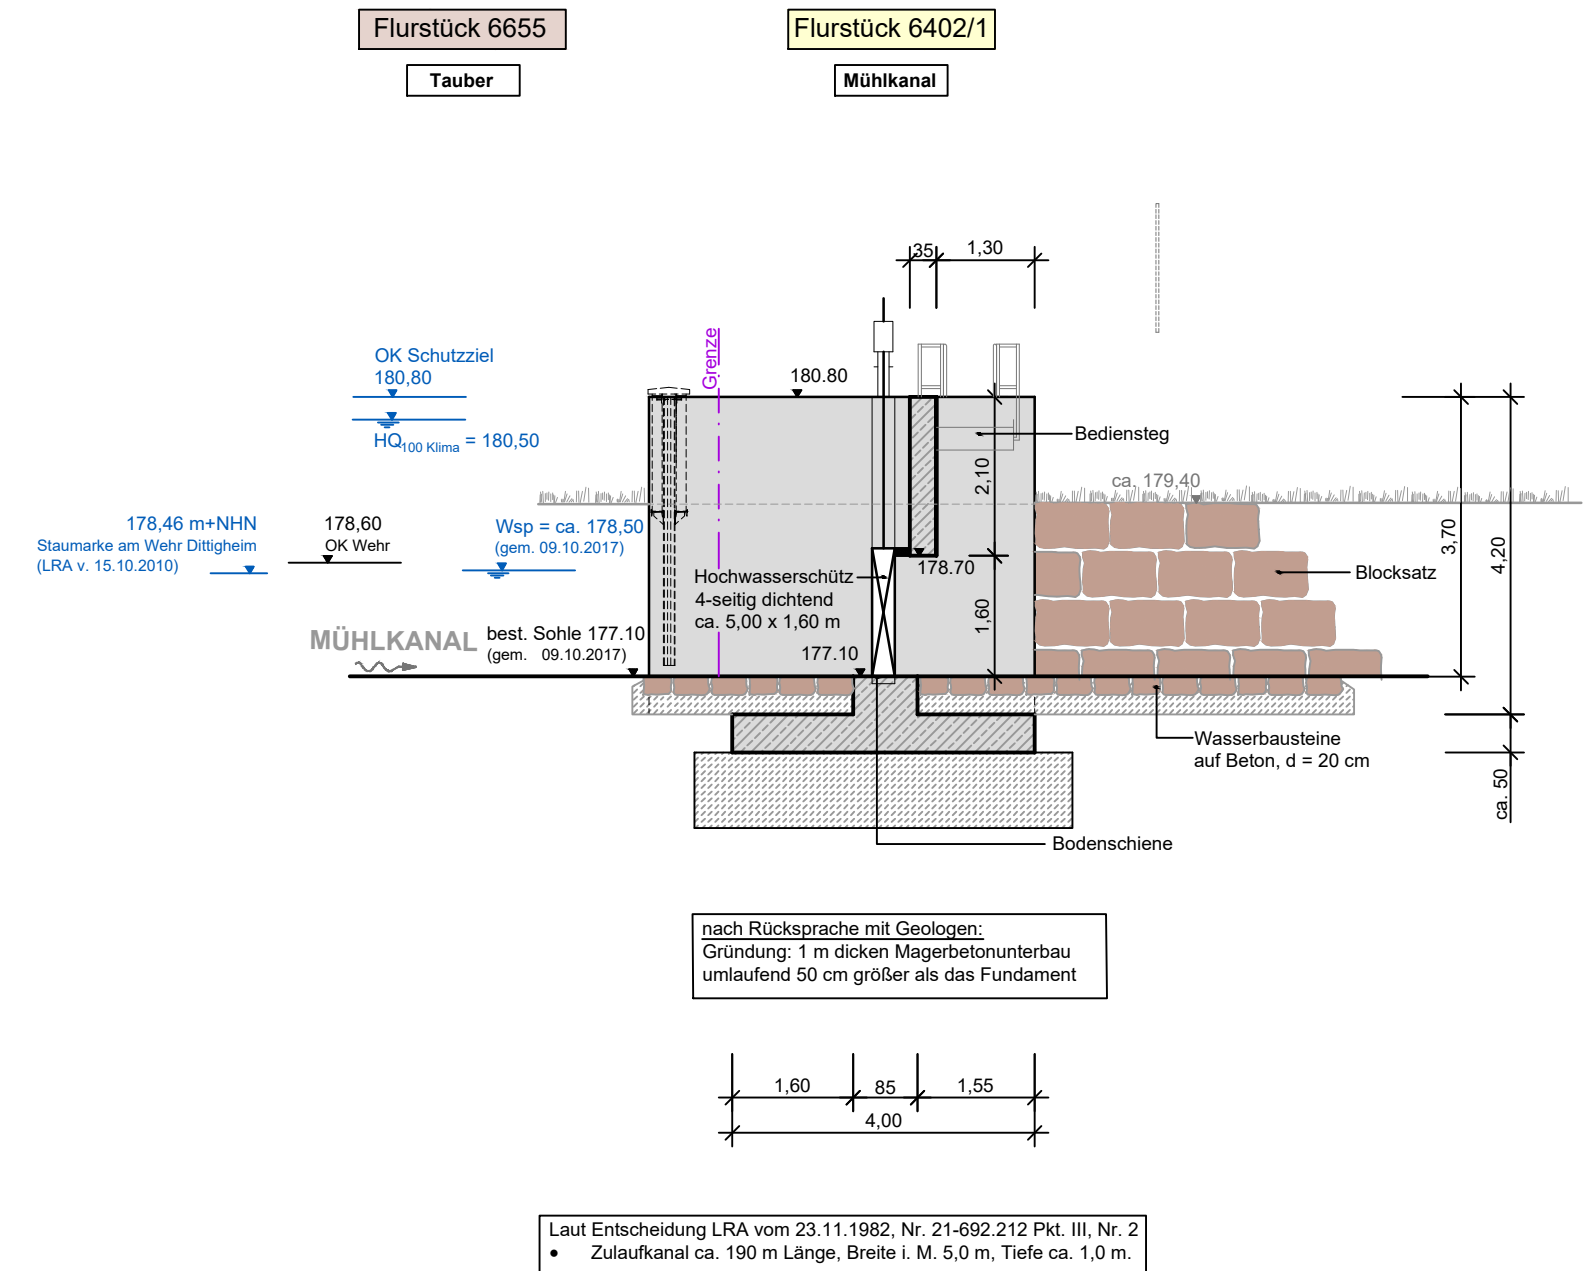 Flurstück 6655
Flurstück 6402/1
Tauber
Mühlkanal
35
1,30
Grenze
OK Schutzziel
180,80
180.80
HQ100 Klima = 180,50
Bediensteg
2,10
ca. 179,40
178,46 m+NHN
Staumarke am Wehr Dittigheim
(LRA v. 15.10.2010)
178,60
OK Wehr
Wsp = ca. 178,50
(gem. 09.10.2017)
3,70
4,20
178.70
Hochwasserschütz
4-seitig dichtend
ca. 5,00 x 1,60 m
Blocksatz
1,60
MÜHLKANAL
best. Sohle 177.10
(gem. 09.10.2017)
177.10
Wasserbausteine
auf Beton, d = 20 cm
ca. 50
Bodenschiene
nach Rücksprache mit Geologen:
Gründung: 1 m dicken Magerbetonunterbau
umlaufend 50 cm größer als das Fundament
1,60
85
1,55
4,00
Laut Entscheidung LRA vom 23.11.1982, Nr. 21-692.212 Pkt. III, Nr. 2
• Zulaufkanal ca. 190 m Länge, Breite i. M. 5,0 m, Tiefe ca. 1,0 m.